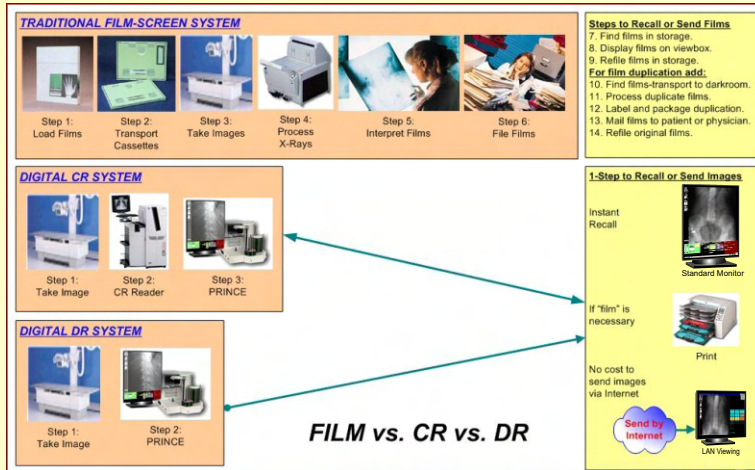 TRADITIONAL FILM-SCREEN SYSTEM
Step 1:
Load Films
Step 2:
Transport
Cassettes
Step 3:
Take Images
Step 4:
Process
X-Rays
Step 5:
Interpret Films
Step 6:
File Films
Steps to Recall or Send Films
7. Find films in storage.
8. Display films on viewbox.
9. Refile films in storage.
For film duplication add:
10. Find films-transport to darkroom.
11. Process duplicate films.
12. Label and package duplication.
13. Mail films to patient or physician.
14. Refile original films.
DIGITAL CR SYSTEM
Step 1:
Take Image
Step 2:
CR Reader
Step 3:
PRINCE
DIGITAL DR SYSTEM
Step 1:
Take Image
Step 2:
PRINCE
FILM vs. CR vs. DR
1-Step to Recall or Send Images
Instant
Recall
Standard Monitor
If "film" is
necessary
Print
No cost to
send images
via Internet
Send by
Internet
LAN Viewing